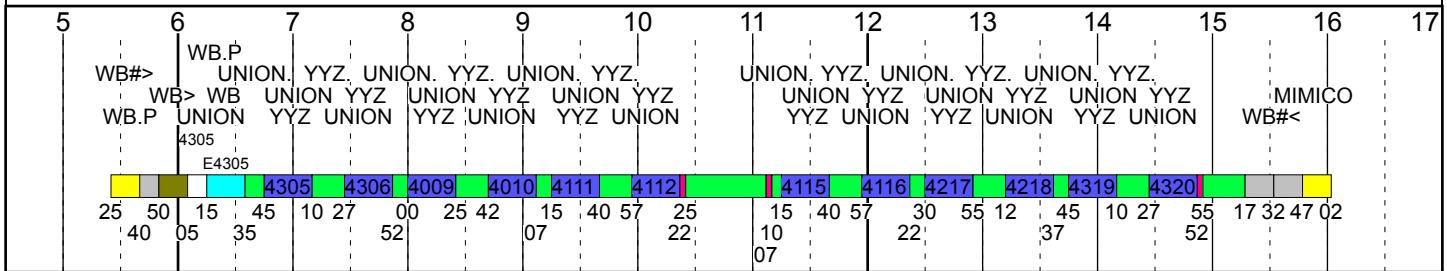 5 6 7 8 9 10 11 12 13 14 15 16 17
WB.P
WB#> UNION. YYZ. UNION. YYZ. UNION. YYZ. UNION. YYZ. UNION. YYZ. UNION. YYZ.
WB> WB UNION YYZ UNION YYZ UNION YYZ UNION YYZ UNION YYZ UNION YYZ MIMICO
WB.P UNION YYZ UNION YYZ UNION YYZ UNION YYZ UNION YYZ UNION YYZ UNION WB#<
4305
E4305
4305 4306 4009 4010 4111 4112 4115 4116 4217 4218 4319 4320
25 50 15 45 10 27 00 25 42 15 40 57 25 15 40 57 30 55 12 45 10 27 55 17 32 47 02
40 05 35 52 07 22 10 22 37 52
07